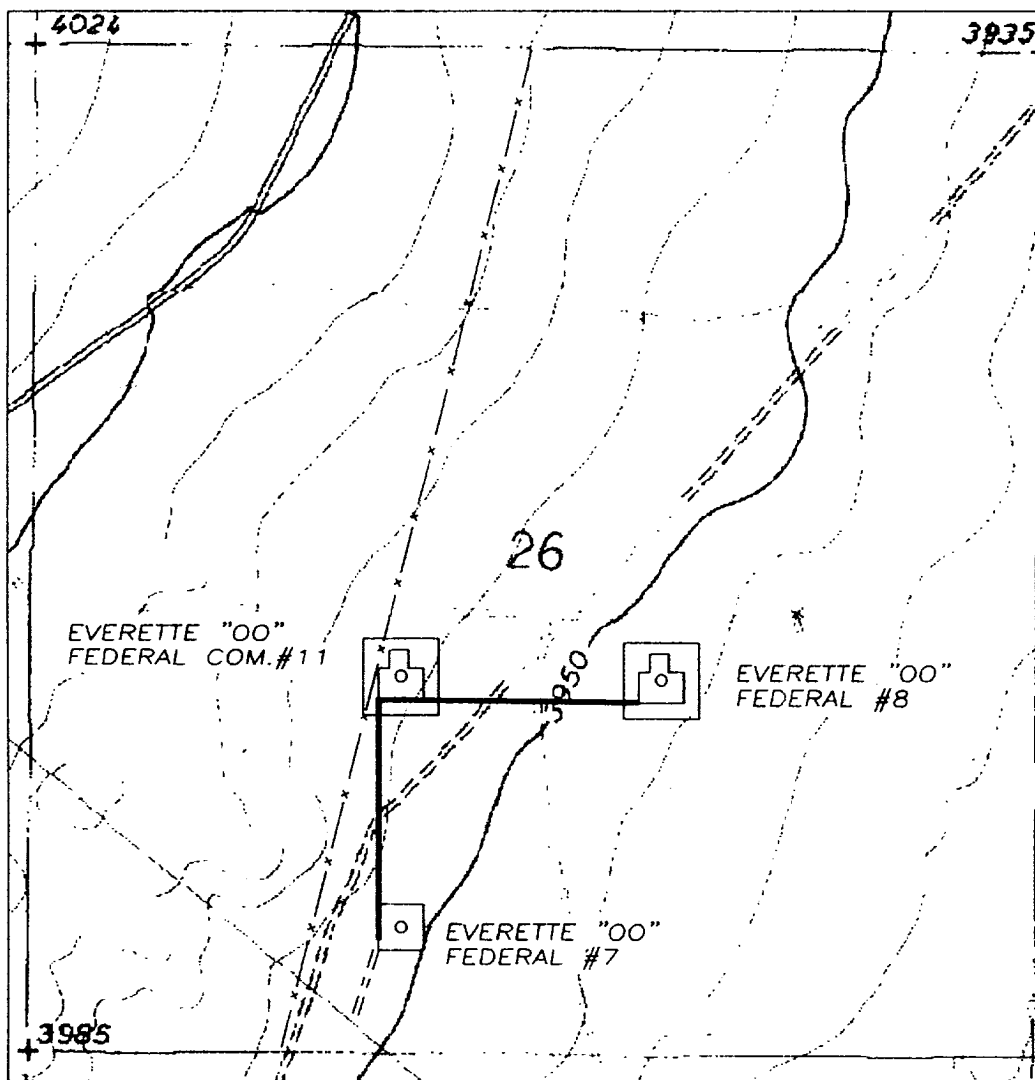 4024
3935
26
EVERETTE "OO"
FEDERAL COM.#11
3950
EVERETTE "OO"
FEDERAL #8
EVERETTE "OO"
FEDERAL #7
3985